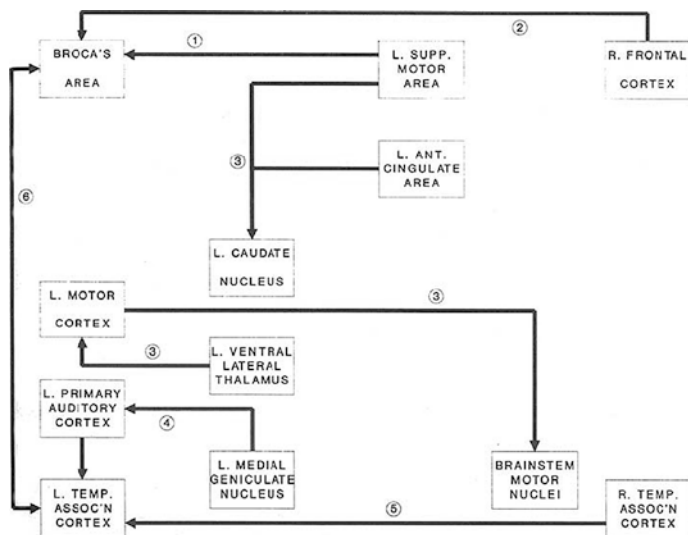 ②
①
BROCA'S
AREA
L. SUPP.
MOTOR
AREA
R. FRONTAL
CORTEX
③
L. ANT.
CINGULATE
AREA
⑥
L. CAUDATE
NUCLEUS
L. MOTOR
CORTEX
③
③
L. VENTRAL
LATERAL
THALAMUS
L. PRIMARY
AUDITORY
CORTEX
④
L. MEDIAL
GENICULATE
NUCLEUS
BRAINSTEM
MOTOR
NUCLEI
L. TEMP.
ASSOC'N
CORTEX
⑤
R. TEMP.
ASSOC'N
CORTEX